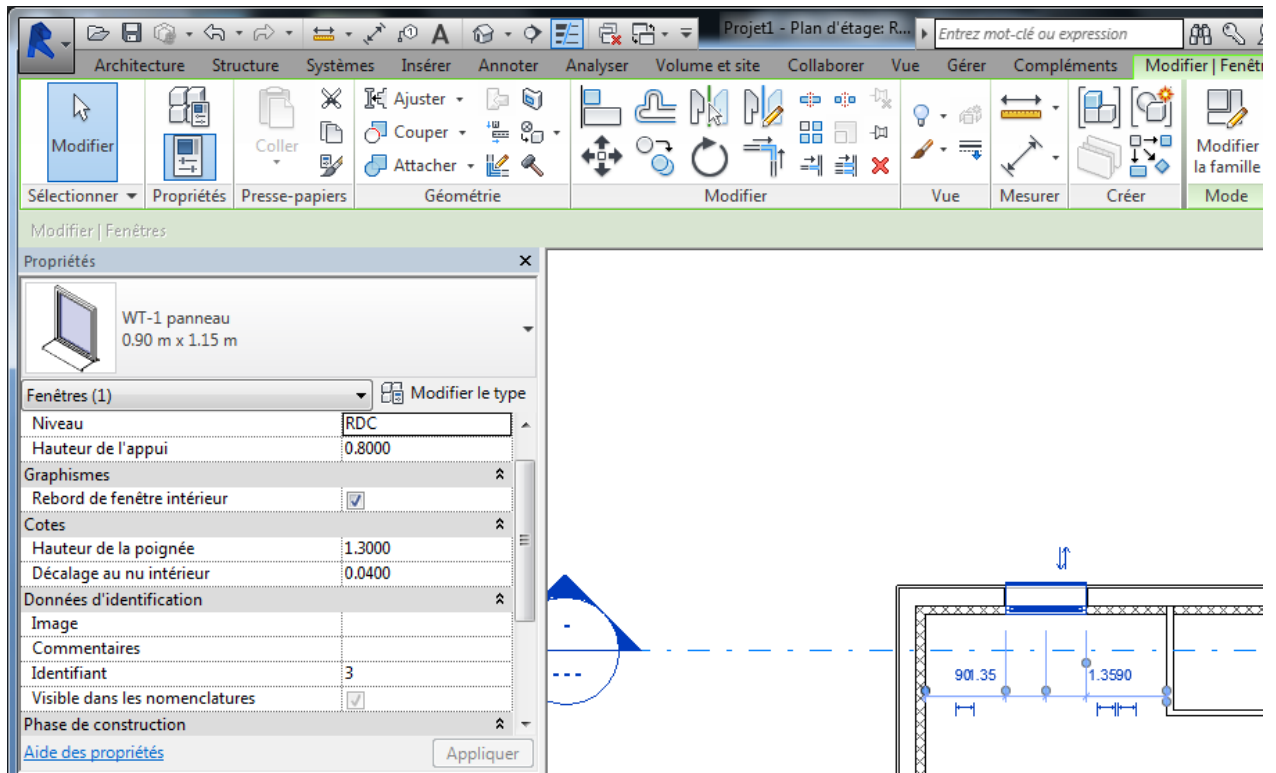 Projet1 - Plan d'étage: R...
Entrez mot-clé ou expression
Architecture Structure Systèmes Insérer Annoter Analyser Volume et site Collaborer Vue Gérer Compléments Modifier | Fenêtr
Modifier
Coller
Ajuster
Couper
Attacher
Modifier
la famille
Sélectionner Propriétés Presse-papiers Géométrie Modifier Vue Mesurer Créer Mode
Modifier | Fenêtres
Propriétés
WT-1 panneau
0.90 m x 1.15 m
Fenêtres (1) Modifier le type
Niveau RDC
Hauteur de l'appui 0.8000
Graphismes
Rebord de fenêtre intérieur
Cotes
Hauteur de la poignée 1.3000
Décalage au nu intérieur 0.0400
Données d'identification
Image
Commentaires
Identifiant 3
Visible dans les nomenclatures
Phase de construction
Aide des propriétés Appliquer
-
---
1.3590